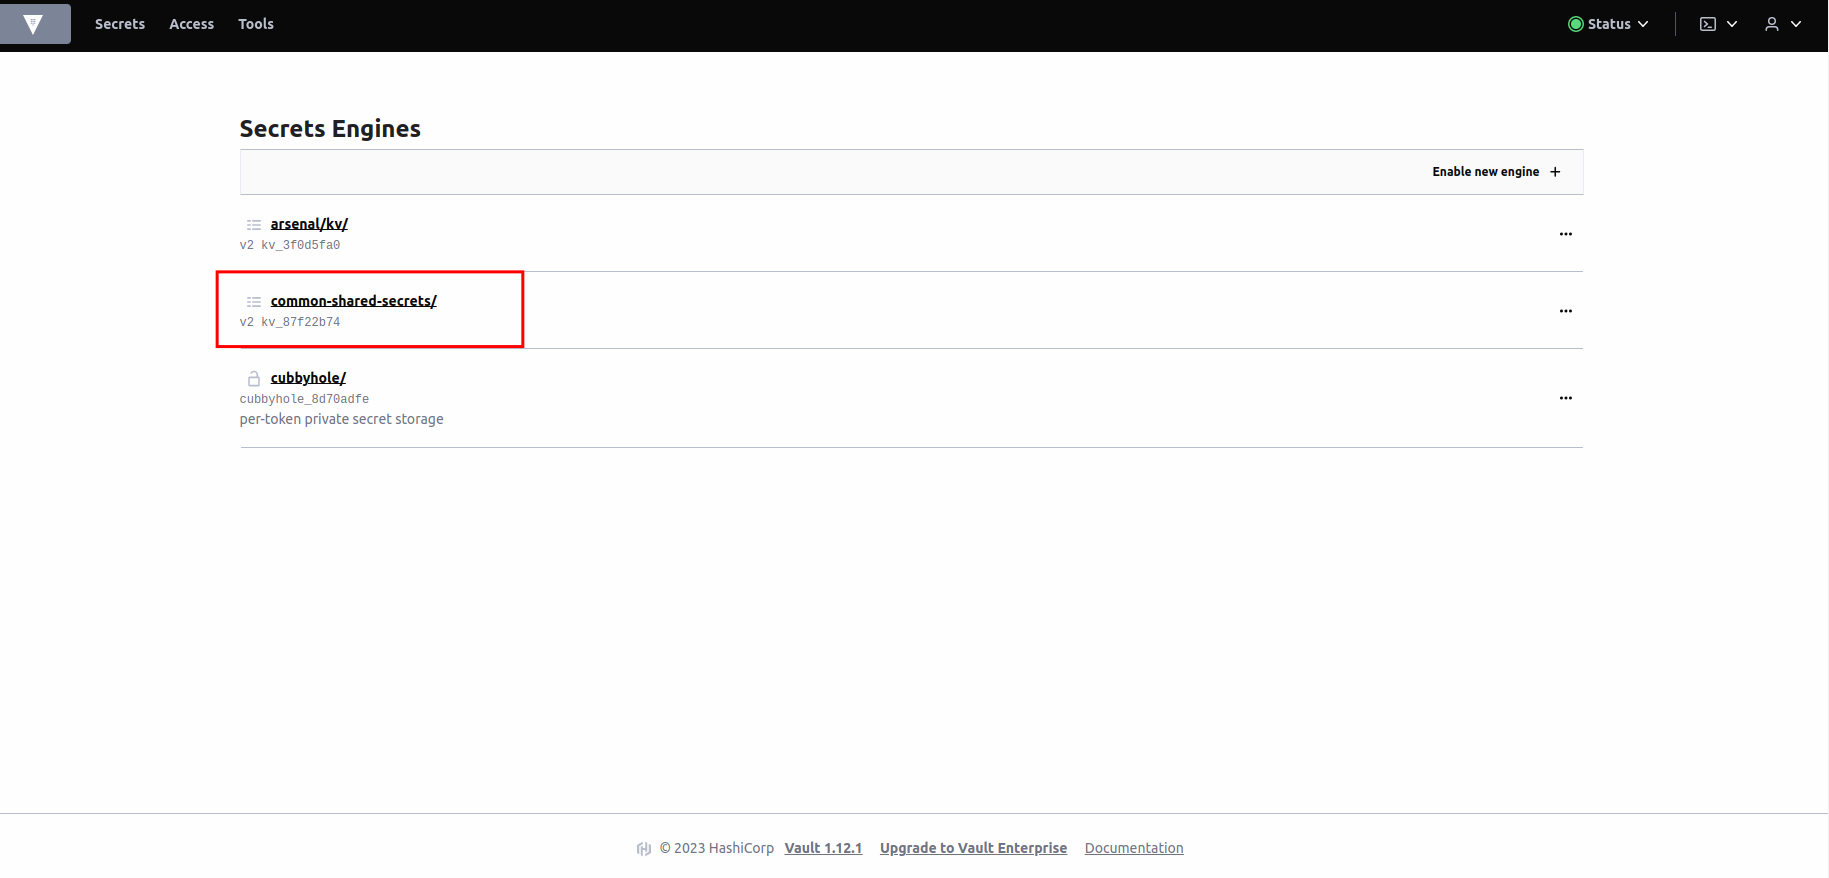 Secrets Access Tools Status
Secrets Engines
Enable new engine
arsenal/kv/
v2 kv_3f0d5fa0
common-shared-secrets/
v2 kv_87f22b74
cubbyhole/
cubbyhole_8d70adfe
per-token private secret storage
© 2023 HashiCorp Vault 1.12.1 Upgrade to Vault Enterprise Documentation